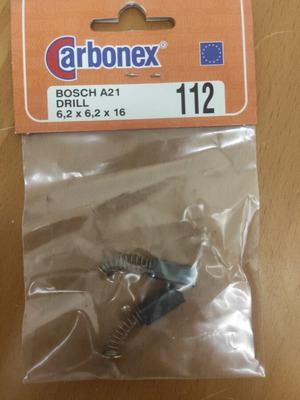 Carbonex®
BOSCH A21
DRILL
6,2 x 6,2 x 16
112